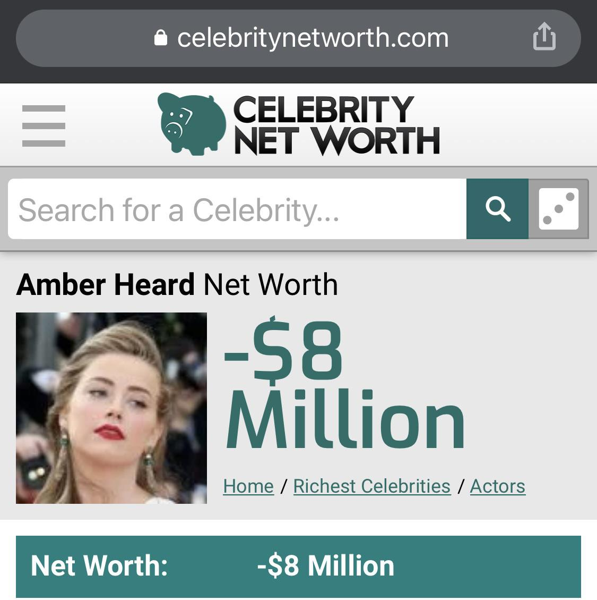 celebritynetworth.com
CELEBRITY
NET WORTH
Search for a Celebrity...
Amber Heard Net Worth
-$8
Million
Home / Richest Celebrities / Actors
Net Worth: -$8 Million